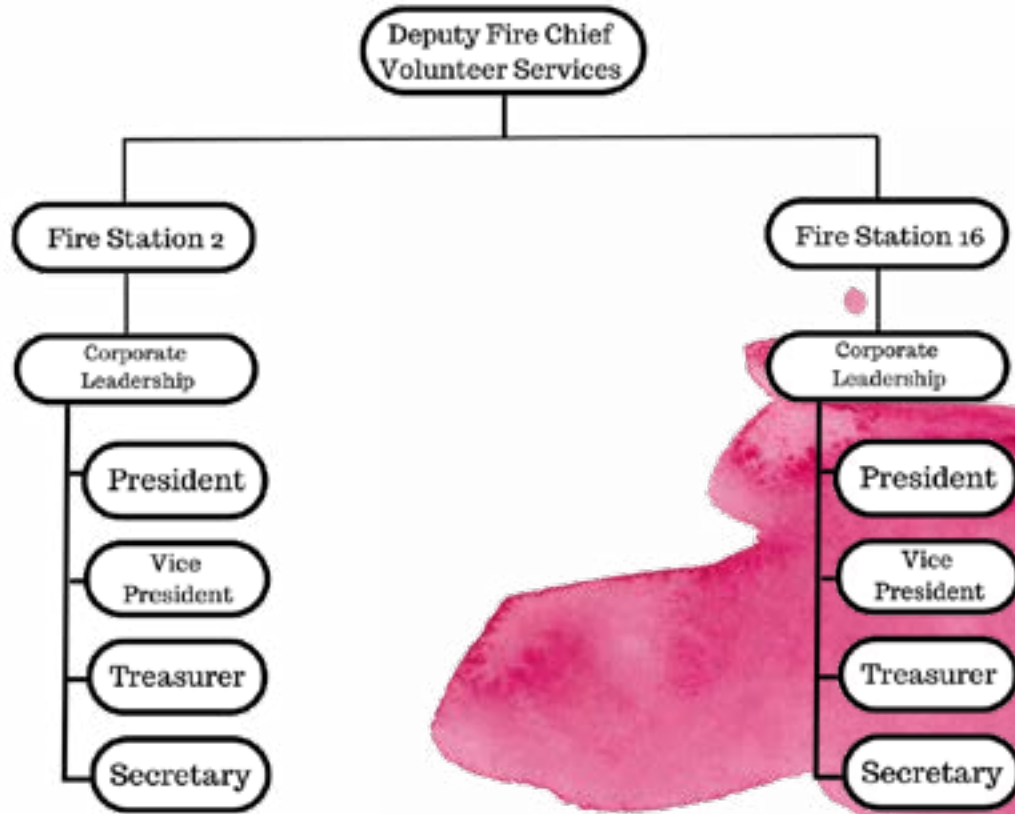 Deputy Fire Chief
Volunteer Services
Fire Station 2
Corporate
Leadership
President
Vice
President
Treasurer
Secretary
Fire Station 16
Corporate
Leadership
President
Vice
President
Treasurer
Secretary